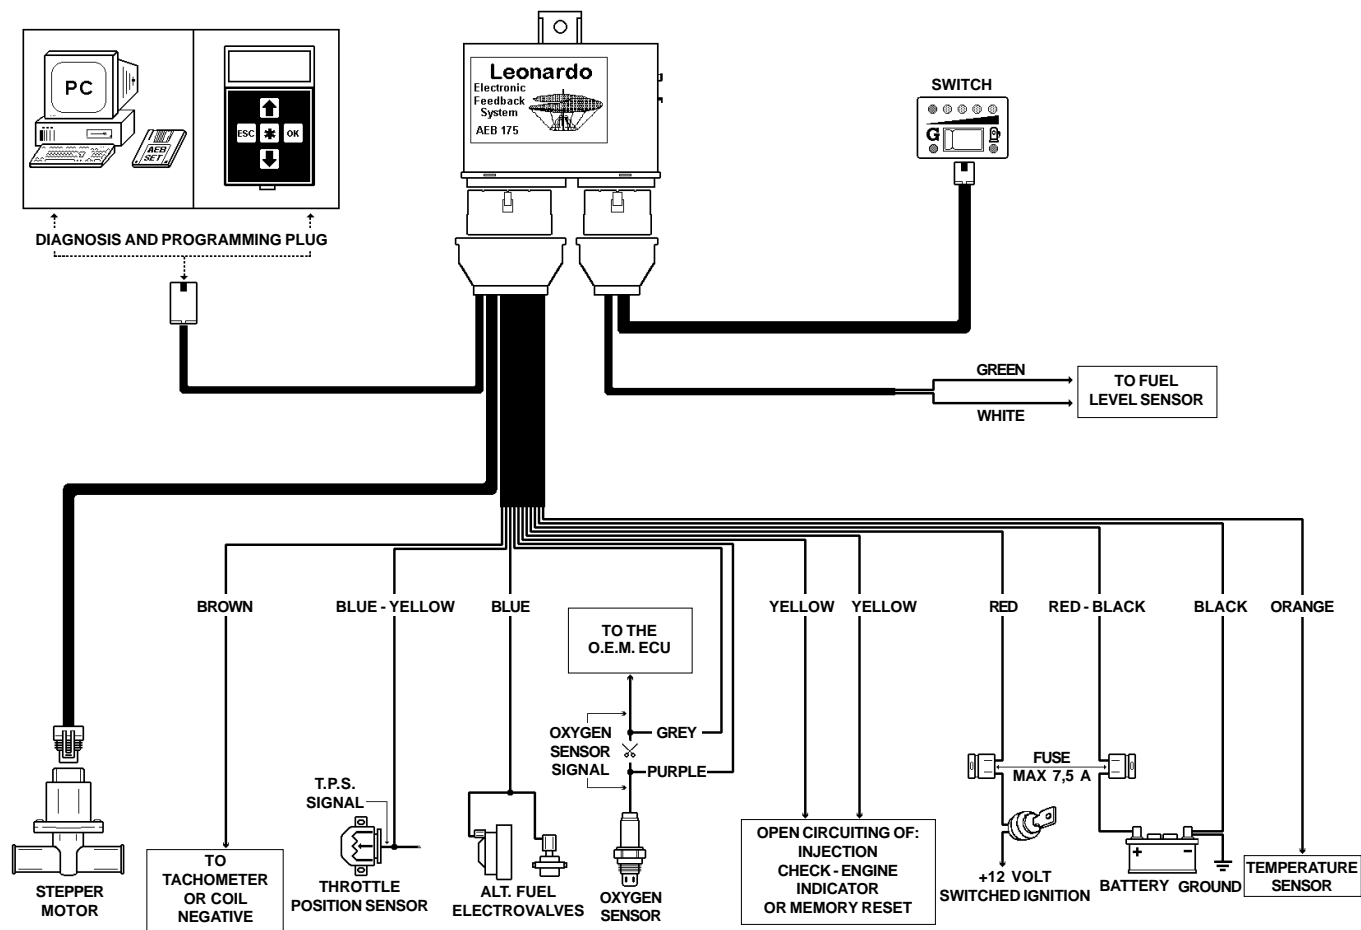 PC
AEB
SET
ESC
OK
DIAGNOSIS AND PROGRAMMING PLUG
Leonardo
Electronic
Feedback
System
AEB 175
SWITCH
G
GREEN
WHITE
TO FUEL
LEVEL SENSOR
BROWN
BLUE - YELLOW
BLUE
YELLOW
YELLOW
RED
RED - BLACK
BLACK
ORANGE
TO THE
O.E.M. ECU
OXYGEN
SENSOR
SIGNAL
GREY
PURPLE
FUSE
MAX 7,5 A
T.P.S.
SIGNAL
STEPPER
MOTOR
TO
TACHOMETER
OR COIL
NEGATIVE
THROTTLE
POSITION SENSOR
ALT. FUEL
ELECTROVALVES
OXYGEN
SENSOR
OPEN CIRCUITING OF:
INJECTION
CHECK - ENGINE
INDICATOR
OR MEMORY RESET
+12 VOLT
SWITCHED IGNITION
+
-
BATTERY
GROUND
TEMPERATURE
SENSOR